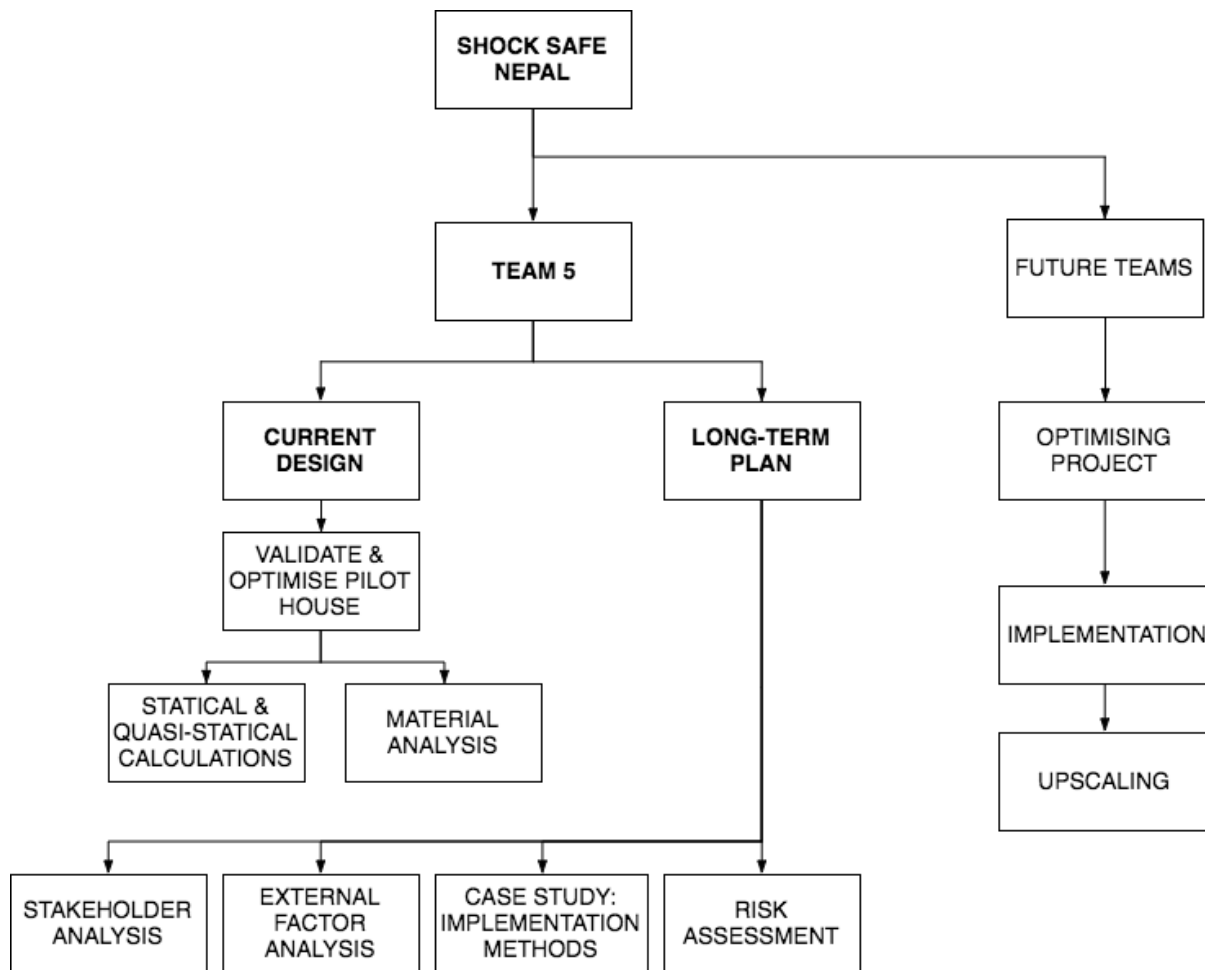 SHOCK SAFE
NEPAL
TEAM 5
FUTURE TEAMS
CURRENT
DESIGN
LONG-TERM
PLAN
OPTIMISING
PROJECT
VALIDATE &
OPTIMISE PILOT
HOUSE
IMPLEMENTATION
STATICAL &
QUASI-STATICAL
CALCULATIONS
MATERIAL
ANALYSIS
UPSCALING
STAKEHOLDER
ANALYSIS
EXTERNAL
FACTOR
ANALYSIS
CASE STUDY:
IMPLEMENTATION
METHODS
RISK
ASSESSMENT